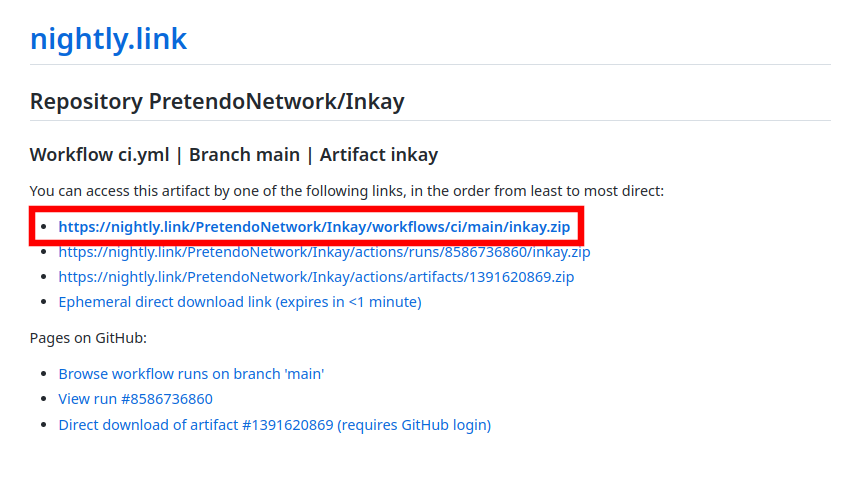 nightly.link
Repository PretendoNetwork/Inkay
Workflow ci.yml | Branch main | Artifact inkay
You can access this artifact by one of the following links, in the order from least to most direct:
https://nightly.link/PretendoNetwork/Inkay/workflows/ci/main/inkay.zip
https://nightly.link/PretendoNetwork/Inkay/actions/runs/8586736860/inkay.zip
https://nightly.link/PretendoNetwork/Inkay/actions/artifacts/1391620869.zip
Ephemeral direct download link (expires in <1 minute)
Pages on GitHub:
Browse workflow runs on branch 'main'
View run #8586736860
Direct download of artifact #1391620869 (requires GitHub login)